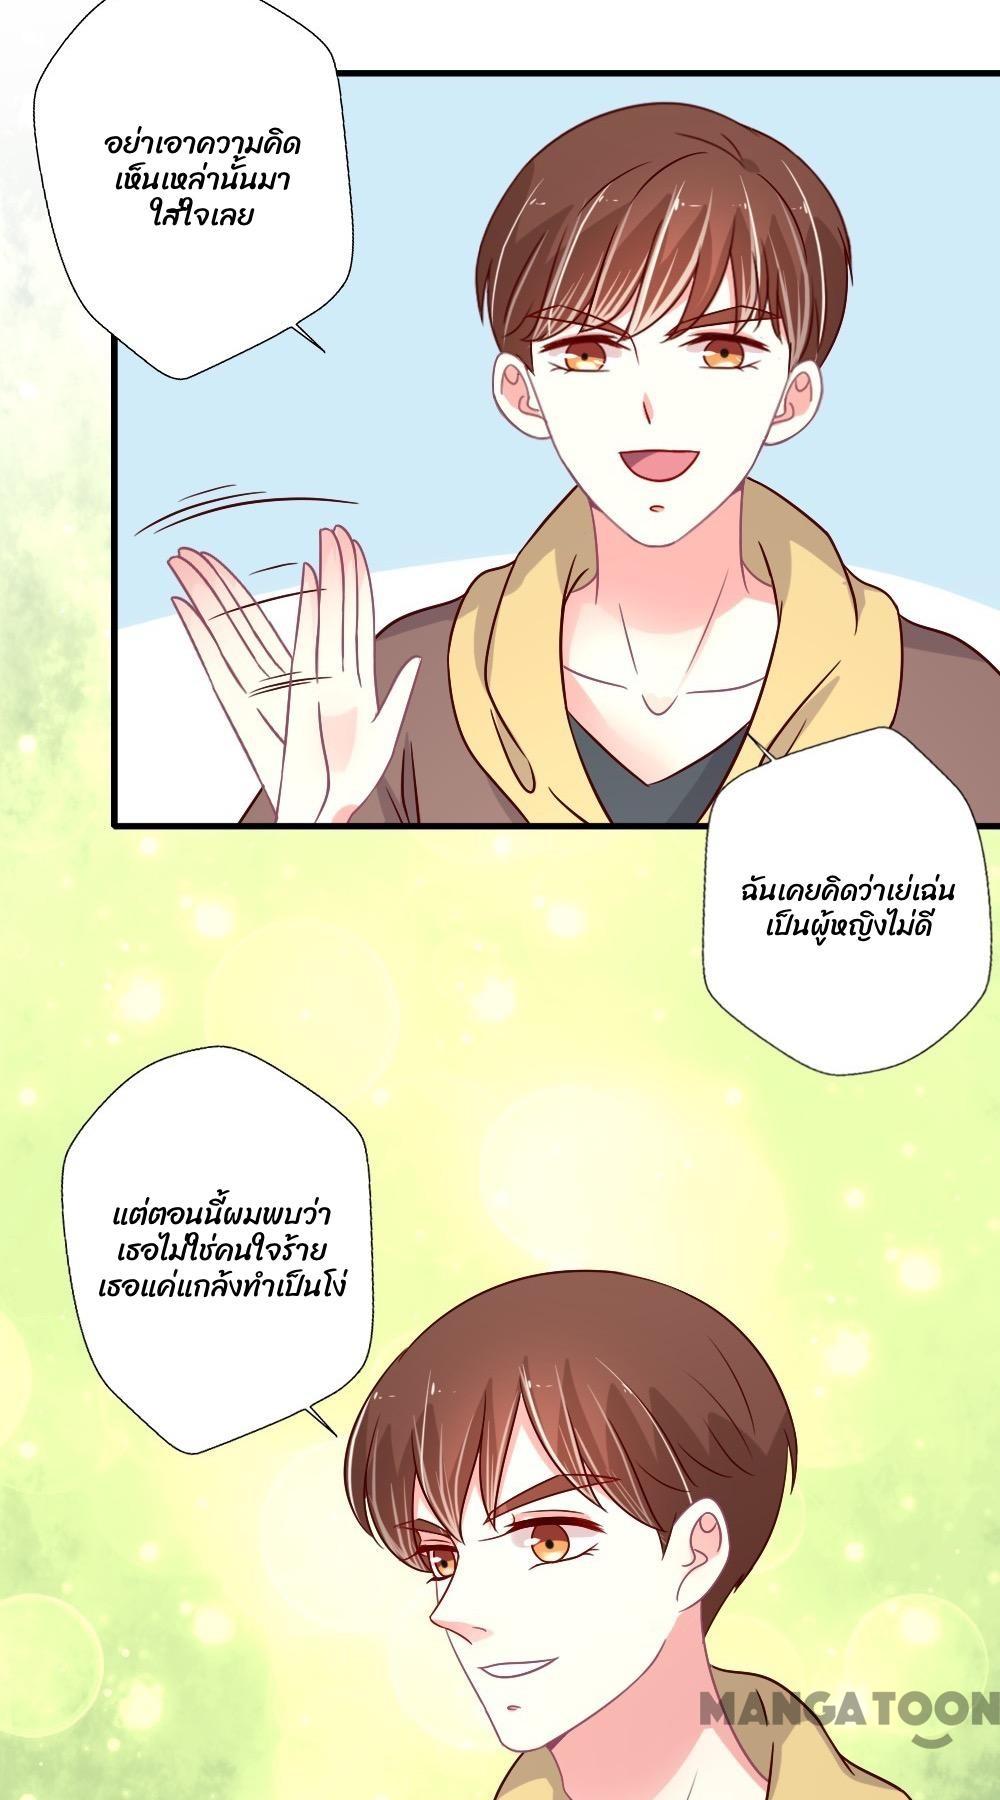 อย่าเอาความคิด
เห็นเหล่านั้นมา
ใส่ใจเลย
ฉันเคยคิดว่าเย่เฉ่น
เป็นผู้หญิงไม่ดี
แต่ตอนนี้ผมพบว่า
เธอไม่ใช่คนใจร้าย
เธอแค่แกล้งทำเป็นโง่
MANGATOON